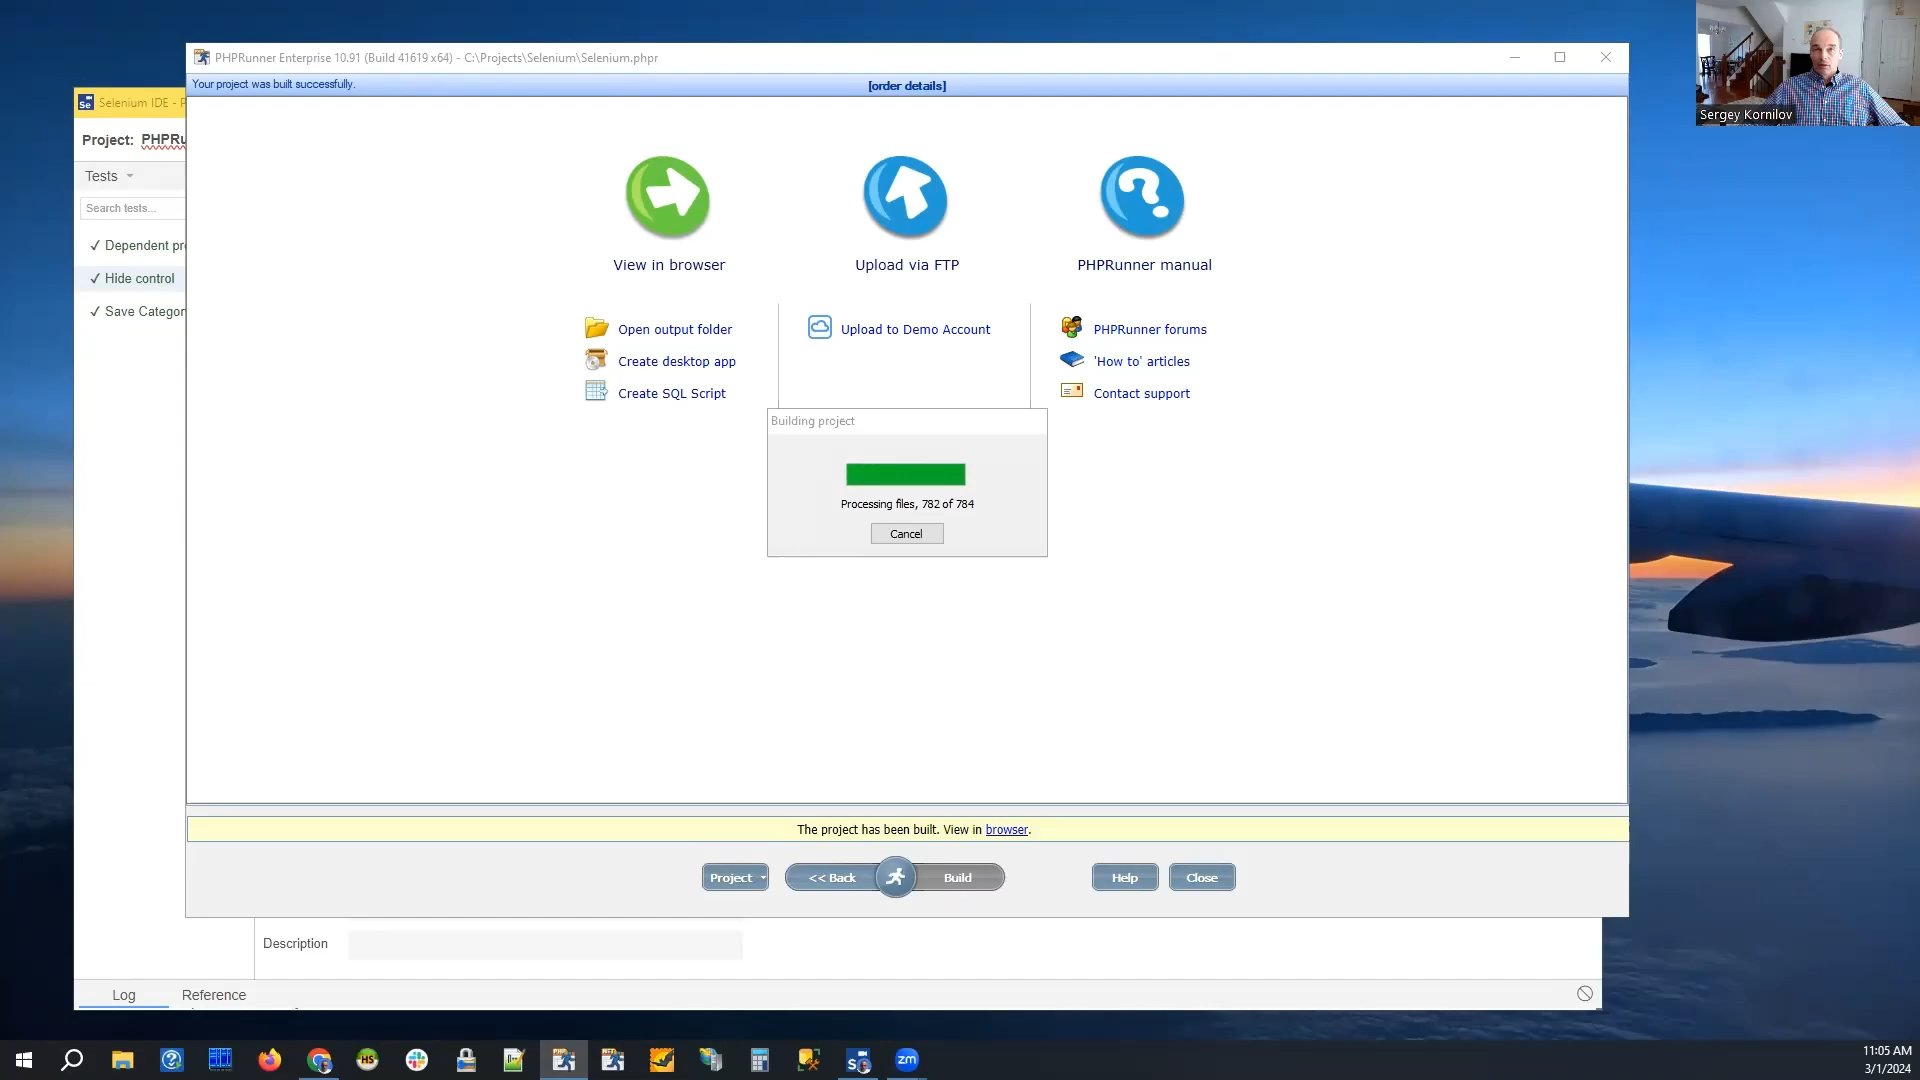 PHPRunner Enterprise 10.91 (Build 41619 x64) - C:\Projects\Selenium\Selenium.phpr
Your project was built successfully.
[order details]
Sergey Kornilov
Selenium IDE - P
Project: PHPRu
Tests
Search tests...
✓ Dependent pr
✓ Hide control
✓ Save Categor
View in browser
Upload via FTP
PHPRunner manual
Open output folder
Upload to Demo Account
PHPRunner forums
Create desktop app
'How to' articles
Create SQL Script
Contact support
Building project
Processing files, 782 of 784
Cancel
The project has been built. View in browser.
Project
<< Back
Build
Help
Close
Description
Log
Reference
HS
zm
11:05 AM
3/1/2024